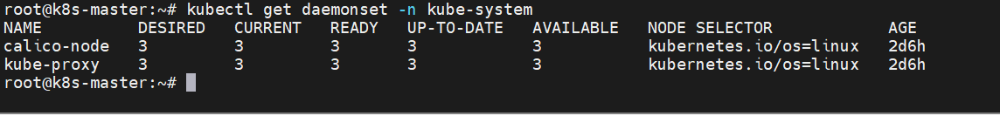 root@k8s-master:~# kubectl get daemonset -n kube-system
NAME          DESIRED   CURRENT   READY   UP-TO-DATE   AVAILABLE   NODE SELECTOR            AGE
calico-node   3         3         3       3            3           kubernetes.io/os=linux   2d6h
kube-proxy    3         3         3       3            3           kubernetes.io/os=linux   2d6h
root@k8s-master:~#